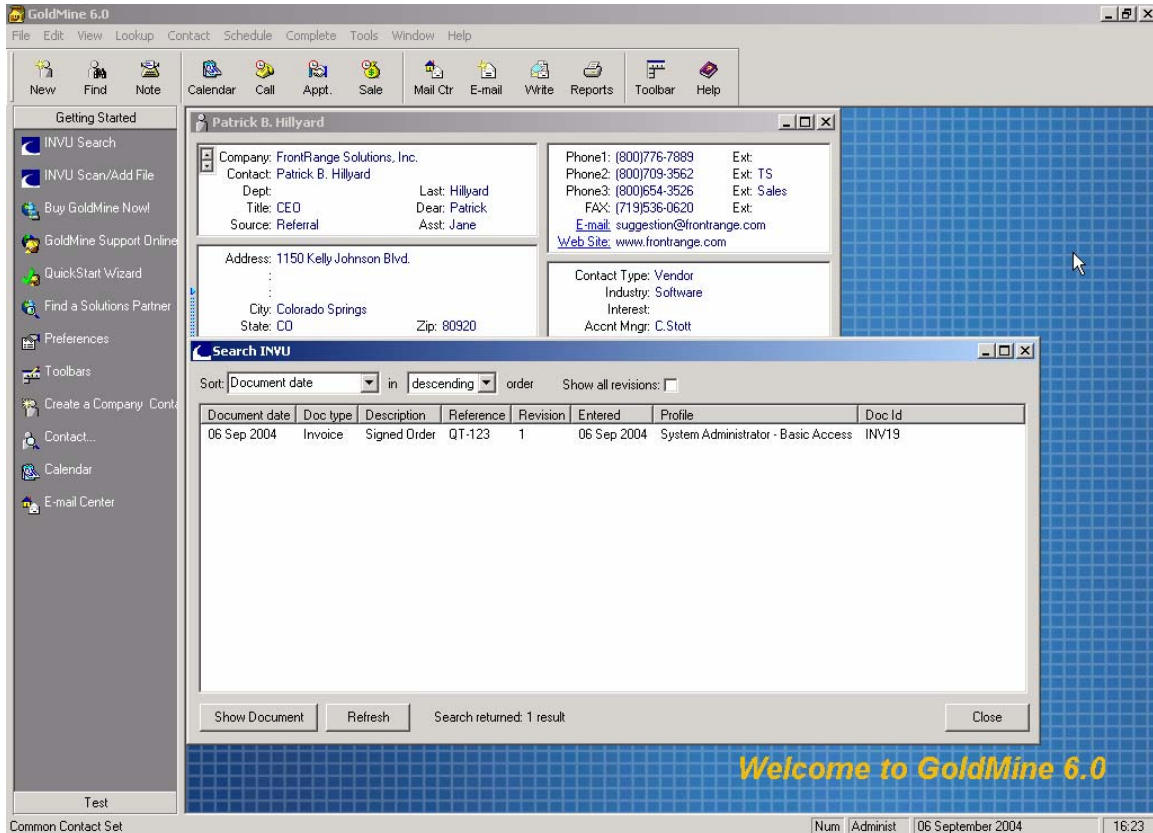 GoldMine 6.0
File Edit View Lookup Contact Schedule Complete Tools Window Help
New Find Note Calendar Call Appt. Sale Mail Ctr E-mail Write Reports Toolbar Help
Getting Started
INVU Search
INVU Scan/Add File
Buy GoldMine Now!
GoldMine Support Online
QuickStart Wizard
Find a Solutions Partner
Preferences
Toolbars
Create a Company Conta
Contact...
Calendar
E-mail Center
Test
Patrick B. Hillyard
Company: FrontRange Solutions, Inc.
Contact: Patrick B. Hillyard
Dept: Last: Hillyard
Title: CEO Dear: Patrick
Source: Referral Asst: Jane
Phone1: (800)776-7889 Ext:
Phone2: (800)709-3562 Ext: TS
Phone3: (800)654-3526 Ext: Sales
FAX: (719)536-0620 Ext:
E-mail: suggestion@frontrange.com
Web Site: www.frontrange.com
Address: 1150 Kelly Johnson Blvd.
:
:
City: Colorado Springs
State: CO Zip: 80920
Contact Type: Vendor
Industry: Software
Interest:
Accnt Mngr: C.Stott
Search INVU
Sort: Document date in descending order Show all revisions:
Document date Doc type Description Reference Revision Entered Profile Doc Id
06 Sep 2004 Invoice Signed Order QT-123 1 06 Sep 2004 System Administrator - Basic Access INV19
Show Document Refresh Search returned: 1 result Close
Welcome to GoldMine 6.0
Common Contact Set Num Administ 06 September 2004 16:23